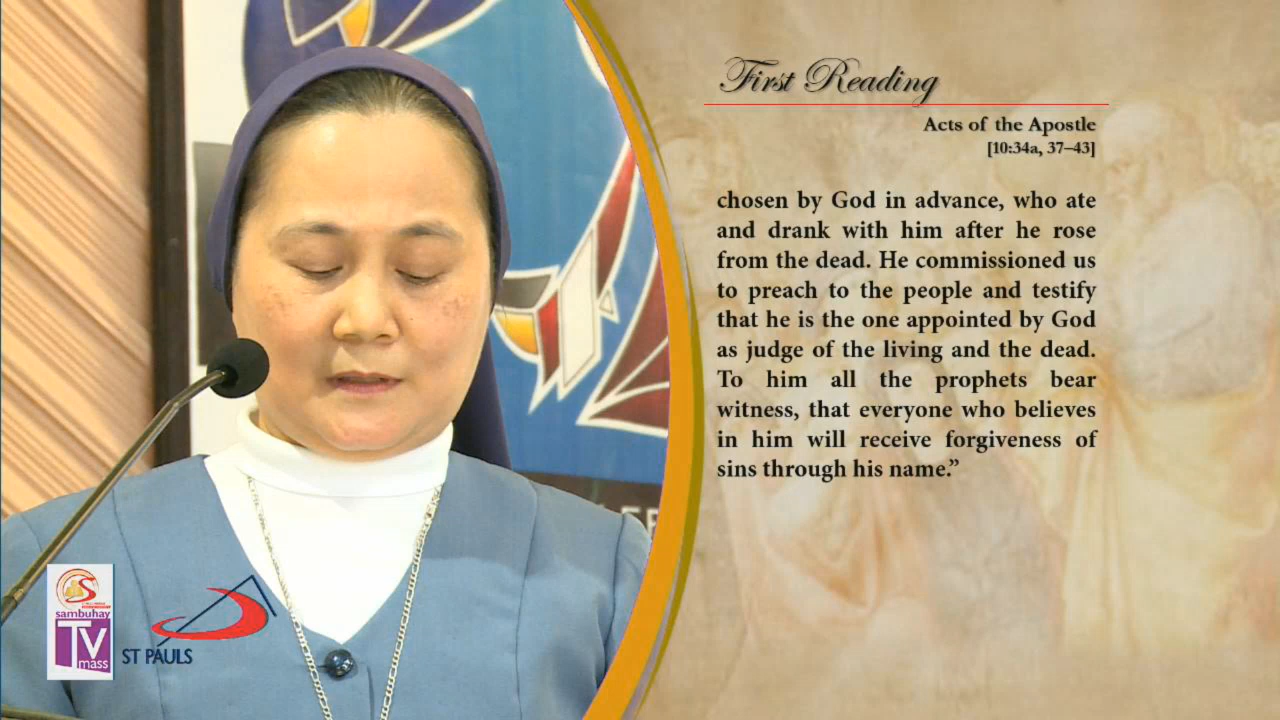 First Reading
Acts of the Apostle
[10:34a, 37–43]
chosen by God in advance, who ate
and drank with him after he rose
from the dead. He commissioned us
to preach to the people and testify
that he is the one appointed by God
as judge of the living and the dead.
To him all the prophets bear
witness, that everyone who believes
in him will receive forgiveness of
sins through his name.”
sambuhay
TV
mass
ST PAULS